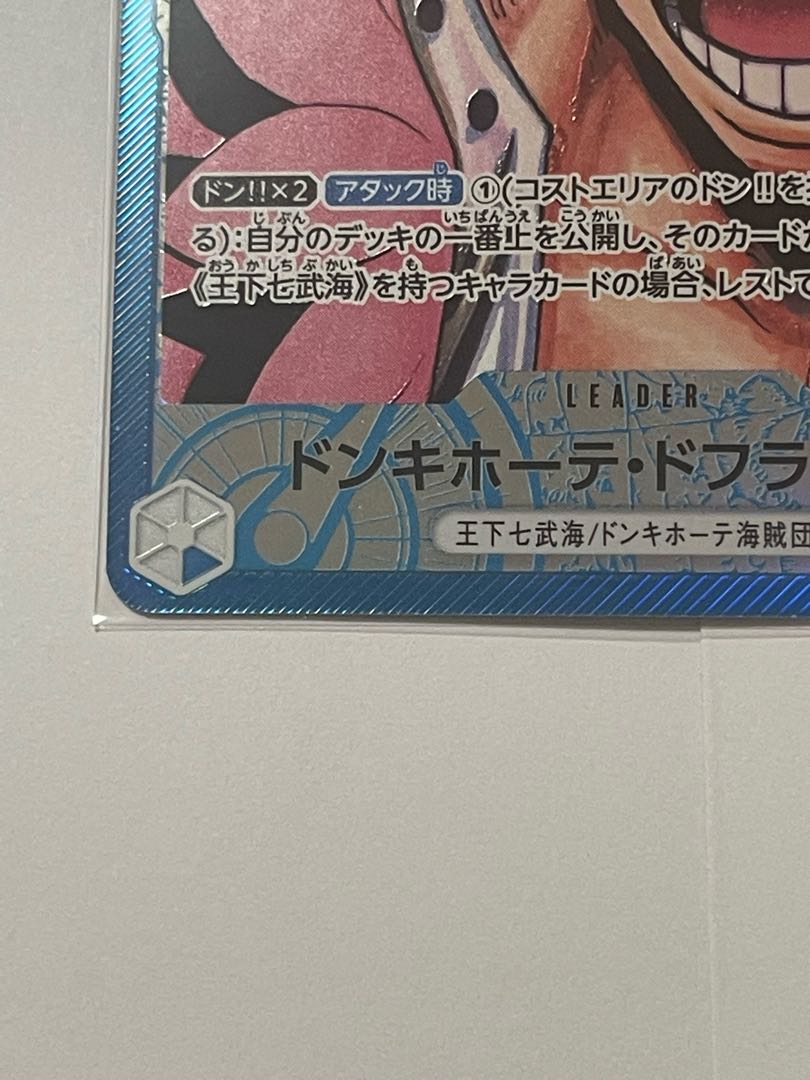 ドン!!×2 アタック時 ①(コストエリアのドン!!を
る):自分のデッキの一番上を公開し、そのカード
《王下七武海》を持つキャラカードの場合、レストで
LEADER
ドンキホーテ・ドフラ
王下七武海/ドンキホーテ海賊団